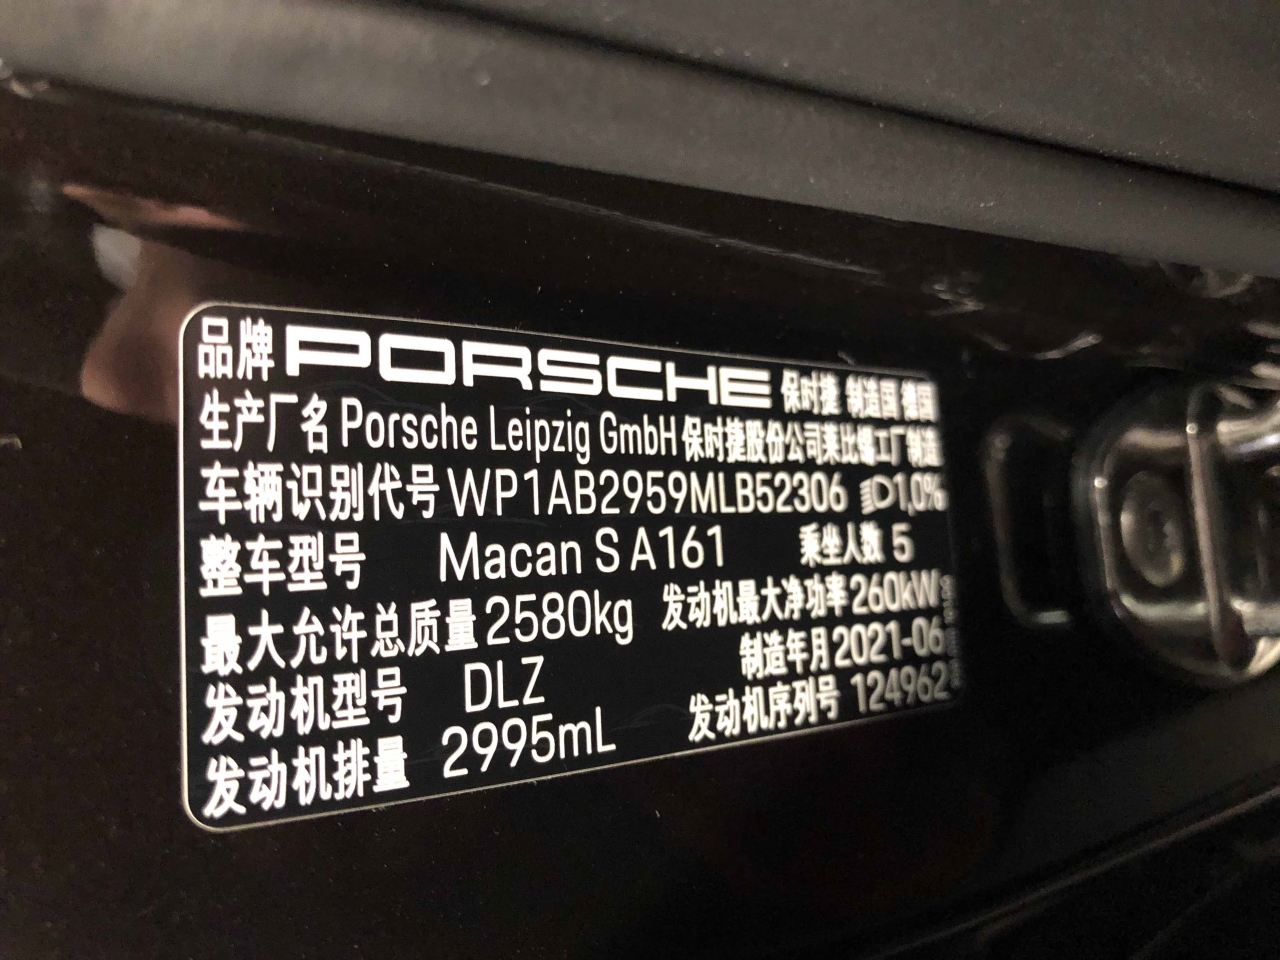 品牌 PORSCHE 保时捷 制造国 德国
生产厂名 Porsche Leipzig GmbH 保时捷股份公司莱比锡工厂制造
车辆识别代号 WP1AB2959MLB52306 1,0%
整车型号 Macan S A161 乘坐人数 5
最大允许总质量 2580kg 发动机最大净功率 260kW
发动机型号 DLZ 制造年月 2021-06
发动机排量 2995mL 发动机序列号 124962